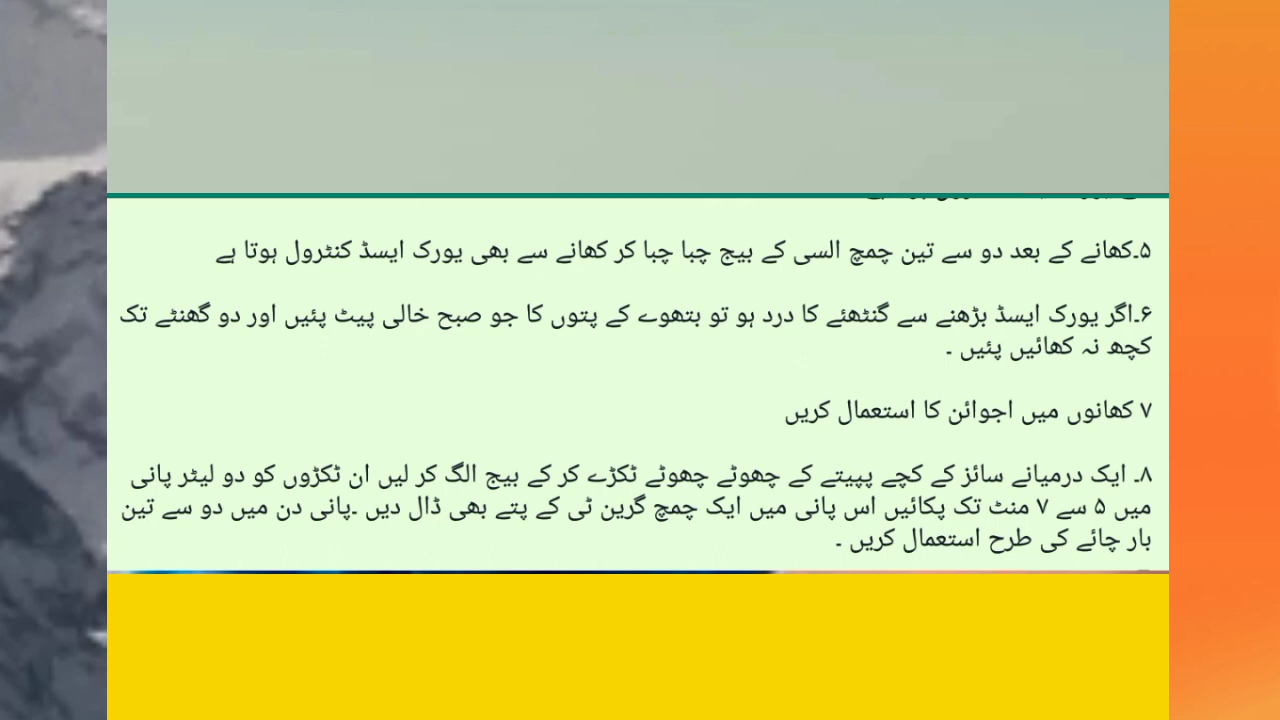 ۵۔کھانے کے بعد دو سے تین چمچ السی کے بیج چبا چبا کر کھانے سے بھی یورک ایسڈ کنٹرول ہوتا ہے
۶۔اگر یورک ایسڈ بڑھنے سے گنٹھئے کا درد ہو تو بتھوے کے پتوں کا جو صبح خالی پیٹ پئیں اور دو گھنٹے تک
کچھ نہ کھائیں پئیں ۔
۷ کھانوں میں اجوائن کا استعمال کریں
۸۔ ایک درمیانے سائز کے کچے پپیتے کے چھوٹے چھوٹے ٹکڑے کر کے بیج الگ کر لیں ان ٹکڑوں کو دو لیٹر پانی
میں ۵ سے ۷ منٹ تک پکائیں اس پانی میں ایک چمچ گرین ٹی کے پتے بھی ڈال دیں ۔پانی دن میں دو سے تین
بار چائے کی طرح استعمال کریں ۔